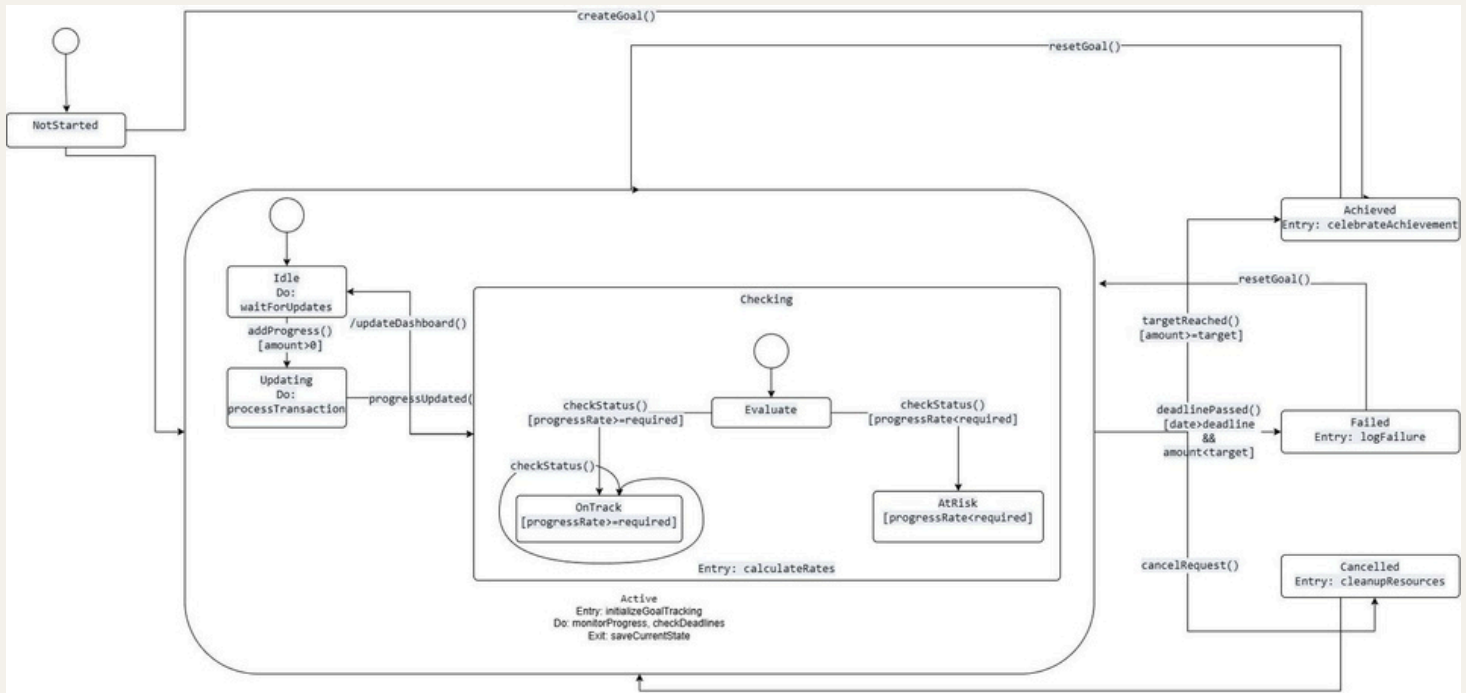 createGoal()
resetGoal()
NotStarted
Achieved
Entry: celebrateAchievement
Idle
Do:
waitForUpdates
resetGoal()
Checking
/updateDashboard()
addProgress()
[amount>0]
targetReached()
[amount>=target]
Updating
Do:
processTransaction
progressUpdated(
checkStatus()
[progressRate>=required]
Evaluate
checkStatus()
[progressRate<required]
deadlinePassed()
[date>deadline
&&
amount<target]
Failed
Entry: logFailure
checkStatus()
OnTrack
[progressRate>=required]
AtRisk
[progressRate<required]
Entry: calculateRates
cancelRequest()
Cancelled
Entry: cleanupResources
Active
Entry: initializeGoalTracking
Do: monitorProgress, checkDeadlines
Exit: saveCurrentState